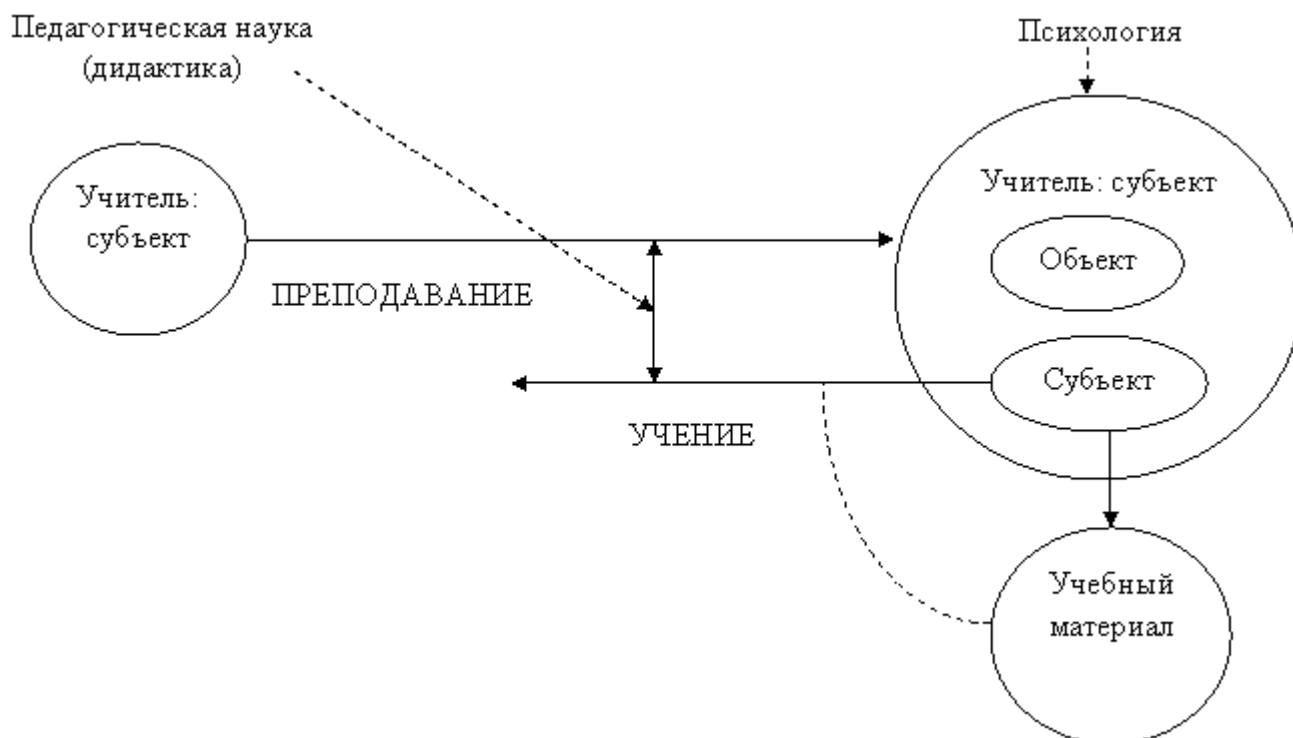 Педагогическая наука
(дидактика)
Психология
Учитель:
субъект
Учитель: субъект
Объект
ПРЕПОДАВАНИЕ
Субъект
УЧЕНИЕ
Учебный
материал